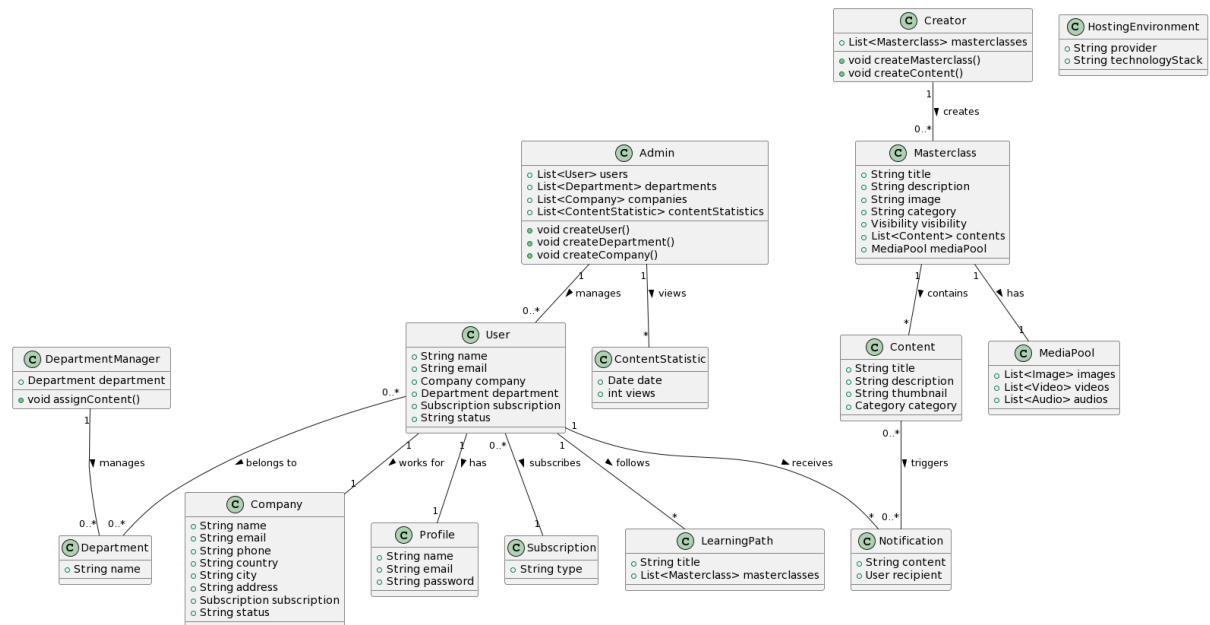 C Creator
List<Masterclass> masterclasses
void createMasterclass()
void createContent()
C HostingEnvironment
String provider
String technologyStack
1
creates
0..*
C Admin
List<User> users
List<Department> departments
List<Company> companies
List<ContentStatistic> contentStatistics
void createUser()
void createDepartment()
void createCompany()
C Masterclass
String title
String description
String image
String category
Visibility visibility
List<Content> contents
MediaPool mediaPool
1
manages
0..*
1
views
*
1
contains
*
1
has
1
C DepartmentManager
Department department
void assignContent()
C User
String name
String email
Company company
Department department
Subscription subscription
String status
C ContentStatistic
Date date
int views
C Content
String title
String description
String thumbnail
Category category
C MediaPool
List<Image> images
List<Video> videos
List<Audio> audios
1
manages
0..*
0..*
belongs to
0..*
1
works for
1
1
has
1
0..*
subscribes
1
1
follows
*
1
receives
*
0..*
triggers
0..*
C Department
String name
C Company
String name
String email
String phone
String country
String city
String address
Subscription subscription
String status
C Profile
String name
String email
String password
C Subscription
String type
C LearningPath
String title
List<Masterclass> masterclasses
C Notification
String content
User recipient